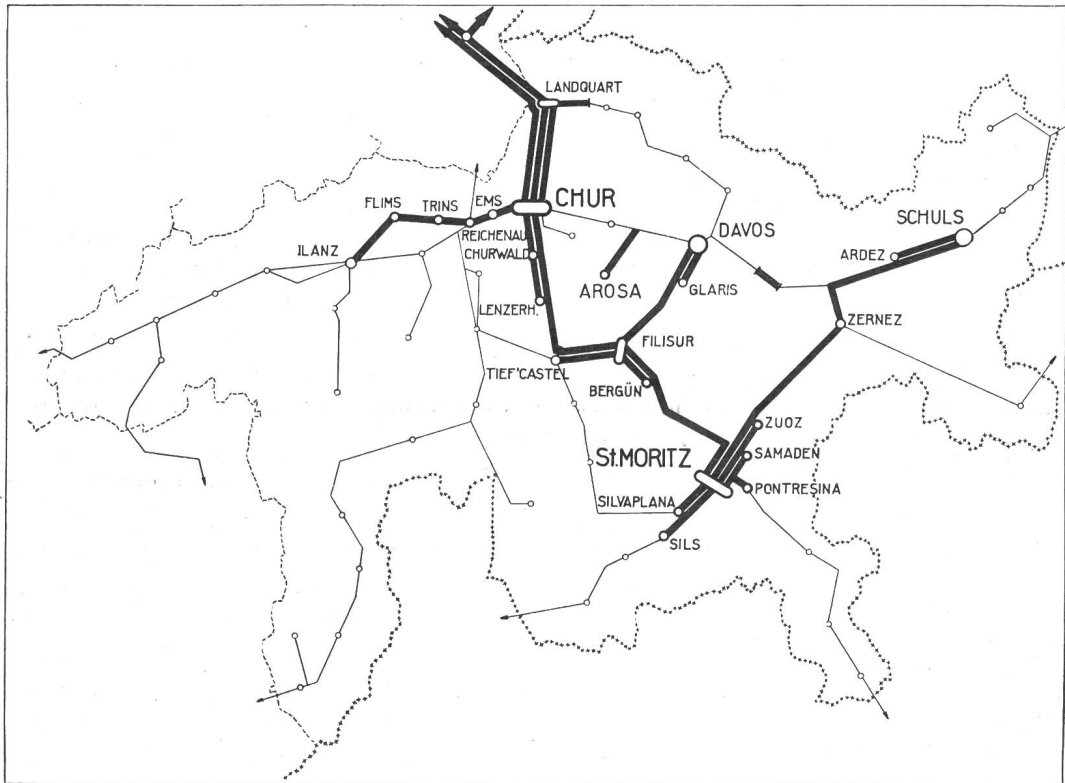 LANDQUART
CHUR
FLIMS
TRINS
EMS
REICHENAU
CHURWALD
ILANZ
DAVOS
SCHULS
ARDEZ
AROSA
GLARIS
LENZERH.
ZERNEZ
FILISUR
TIEF'CASTEL
BERGÜN
ZUOZ
St.MORITZ
SAMADEN
PONTRESINA
SILVAPLANA
SILS